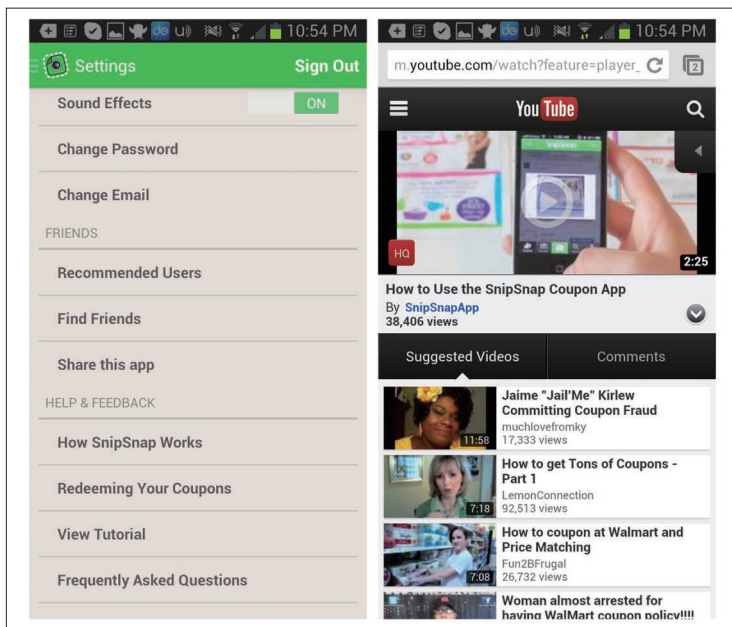 10:54 PM
Settings
Sign Out
Sound Effects
ON
Change Password
Change Email
FRIENDS
Recommended Users
Find Friends
Share this app
HELP & FEEDBACK
How SnipSnap Works
Redeeming Your Coupons
View Tutorial
Frequently Asked Questions
do
10:54 PM
m.youtube.com/watch?feature=player_
2
YouTube
HQ
2:25
How to Use the SnipSnap Coupon App
By SnipSnapApp
38,406 views
Suggested Videos
Comments
Jaime "Jail'Me" Kirlew
Committing Coupon Fraud
muchlovefromky
17,333 views
11:58
How to get Tons of Coupons -
Part 1
LemonConnection
92,513 views
7:18
How to coupon at Walmart and
Price Matching
Fun2BFrugal
26,732 views
7:08
Woman almost arrested for
having WalMart coupon policy!!!!